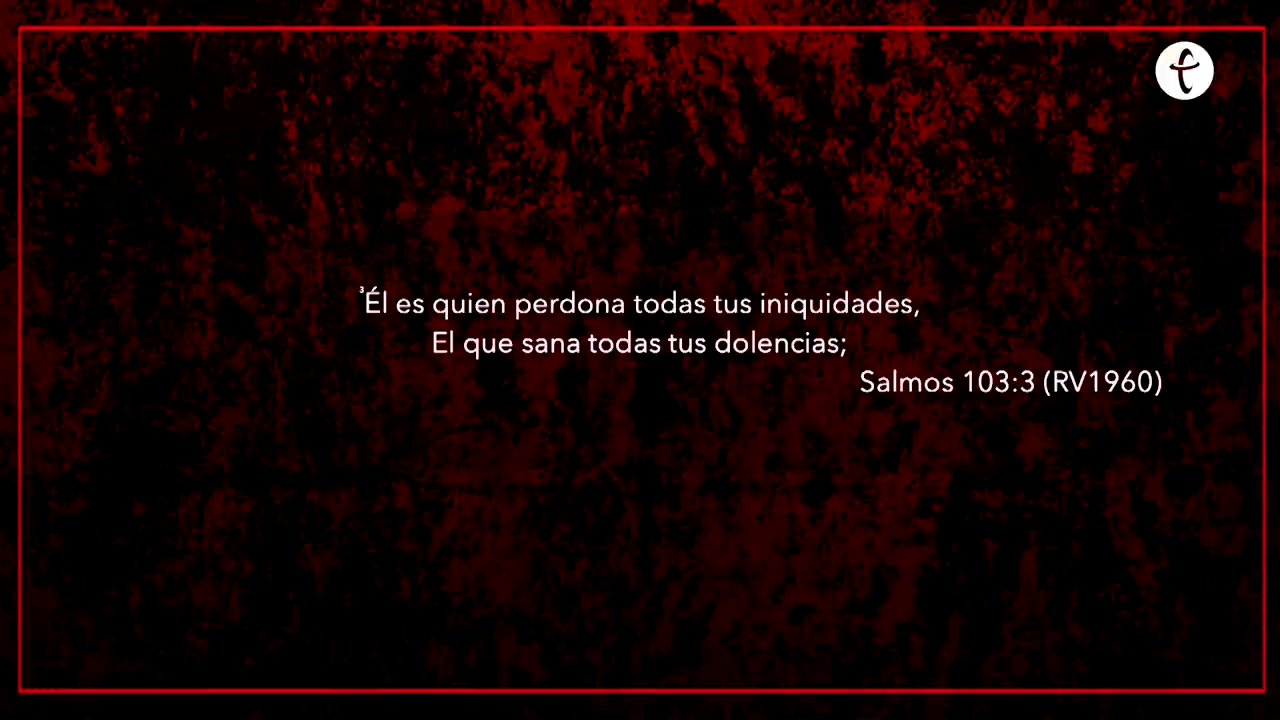 ³Él es quien perdona todas tus iniquidades,
El que sana todas tus dolencias;
Salmos 103:3 (RV1960)